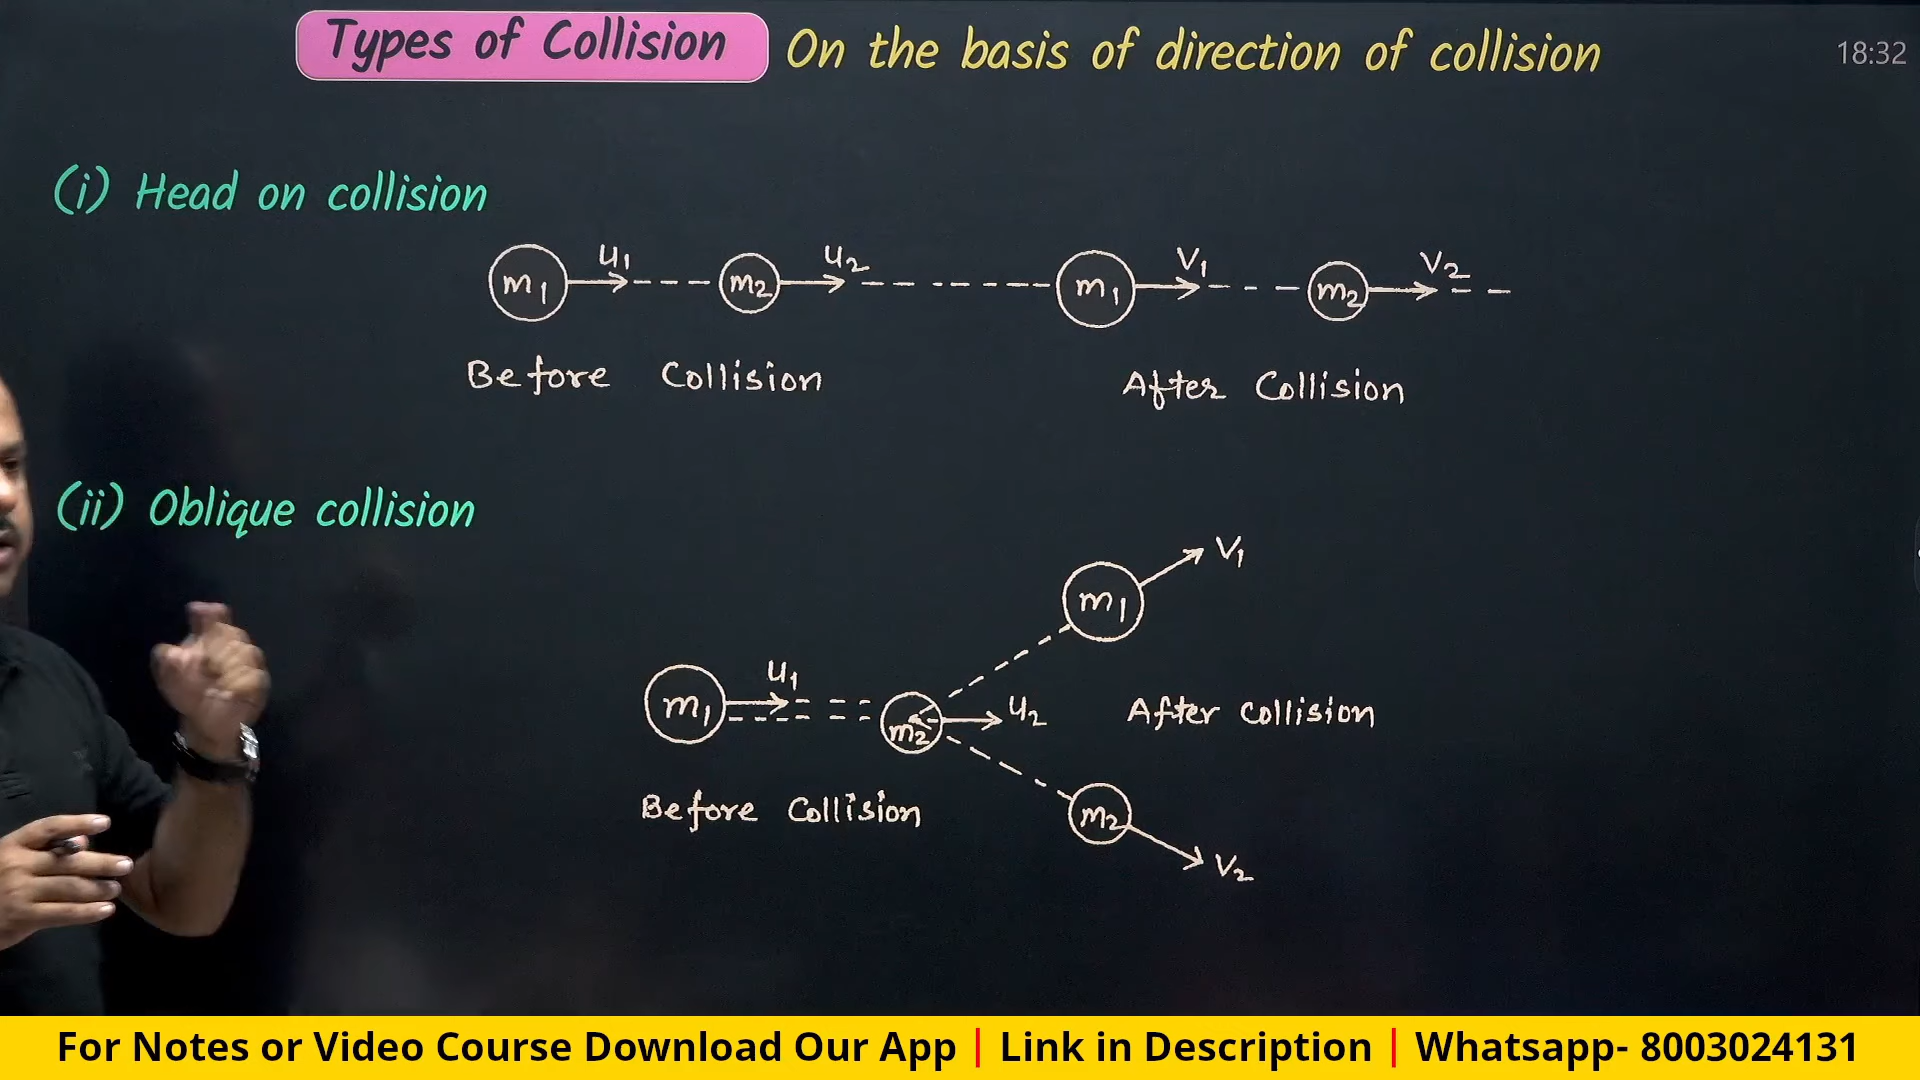 Types of Collision On the basis of direction of collision
18:32
(i) Head on collision
m1 u1 m2 u2 m1 v1 m2 v2
Before Collision After Collision
(ii) Oblique collision
m1 v1
m1 u1 m2 u2 After collision
Before Collision m2 v2
For Notes or Video Course Download Our App | Link in Description | Whatsapp- 8003024131